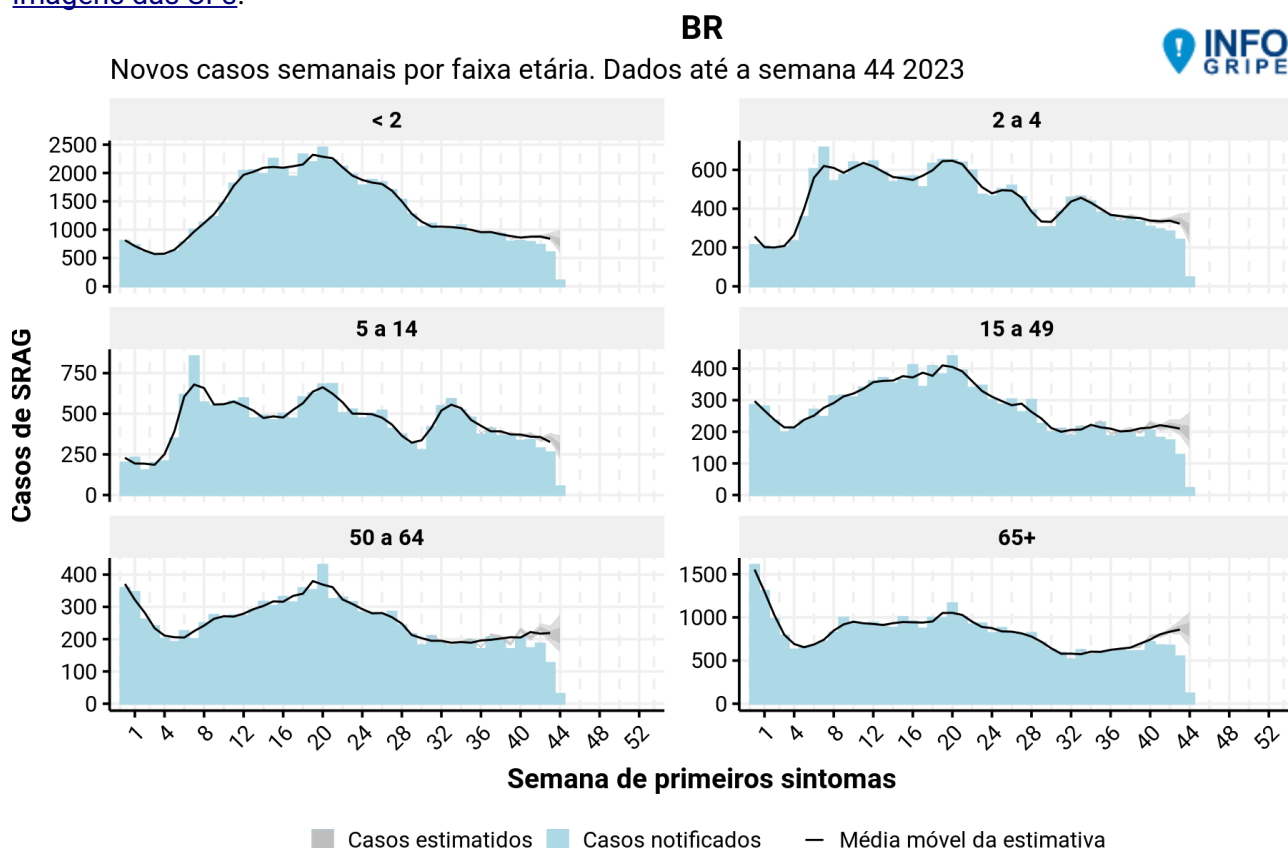 imagens das UFs.
BR
INFO
GRIPE
Novos casos semanais por faixa etária. Dados até a semana 44 2023
< 2
2 a 4
2500
2000
1500
1000
500
0
600
400
200
0
5 a 14
15 a 49
750
500
250
0
400
300
200
100
0
Casos de SRAG
50 a 64
65+
400
300
200
100
0
1500
1000
500
0
1 4 8 12 16 20 24 28 32 36 40 44 48 52
1 4 8 12 16 20 24 28 32 36 40 44 48 52
Semana de primeiros sintomas
Casos estimatidos Casos notificados Média móvel da estimativa